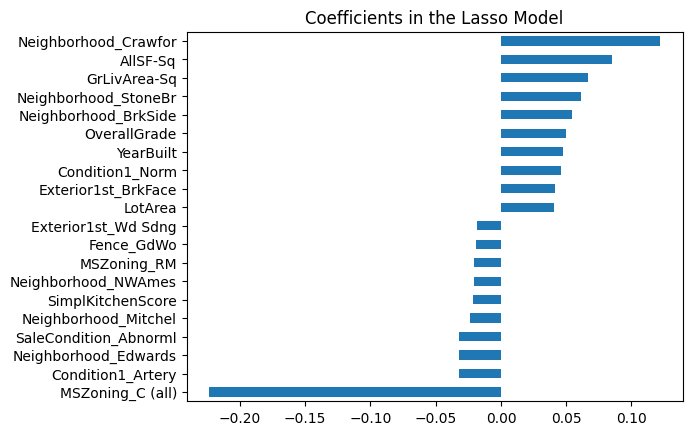 Coefficients in the Lasso Model
Neighborhood_Crawfor
AllSF-Sq
GrLivArea-Sq
Neighborhood_StoneBr
Neighborhood_BrkSide
OverallGrade
YearBuilt
Condition1_Norm
Exterior1st_BrkFace
LotArea
Exterior1st_Wd Sdng
Fence_GdWo
MSZoning_RM
Neighborhood_NWAmes
SimplKitchenScore
Neighborhood_Mitchel
SaleCondition_Abnorml
Neighborhood_Edwards
Condition1_Artery
MSZoning_C (all)
−0.20 −0.15 −0.10 −0.05 0.00 0.05 0.10